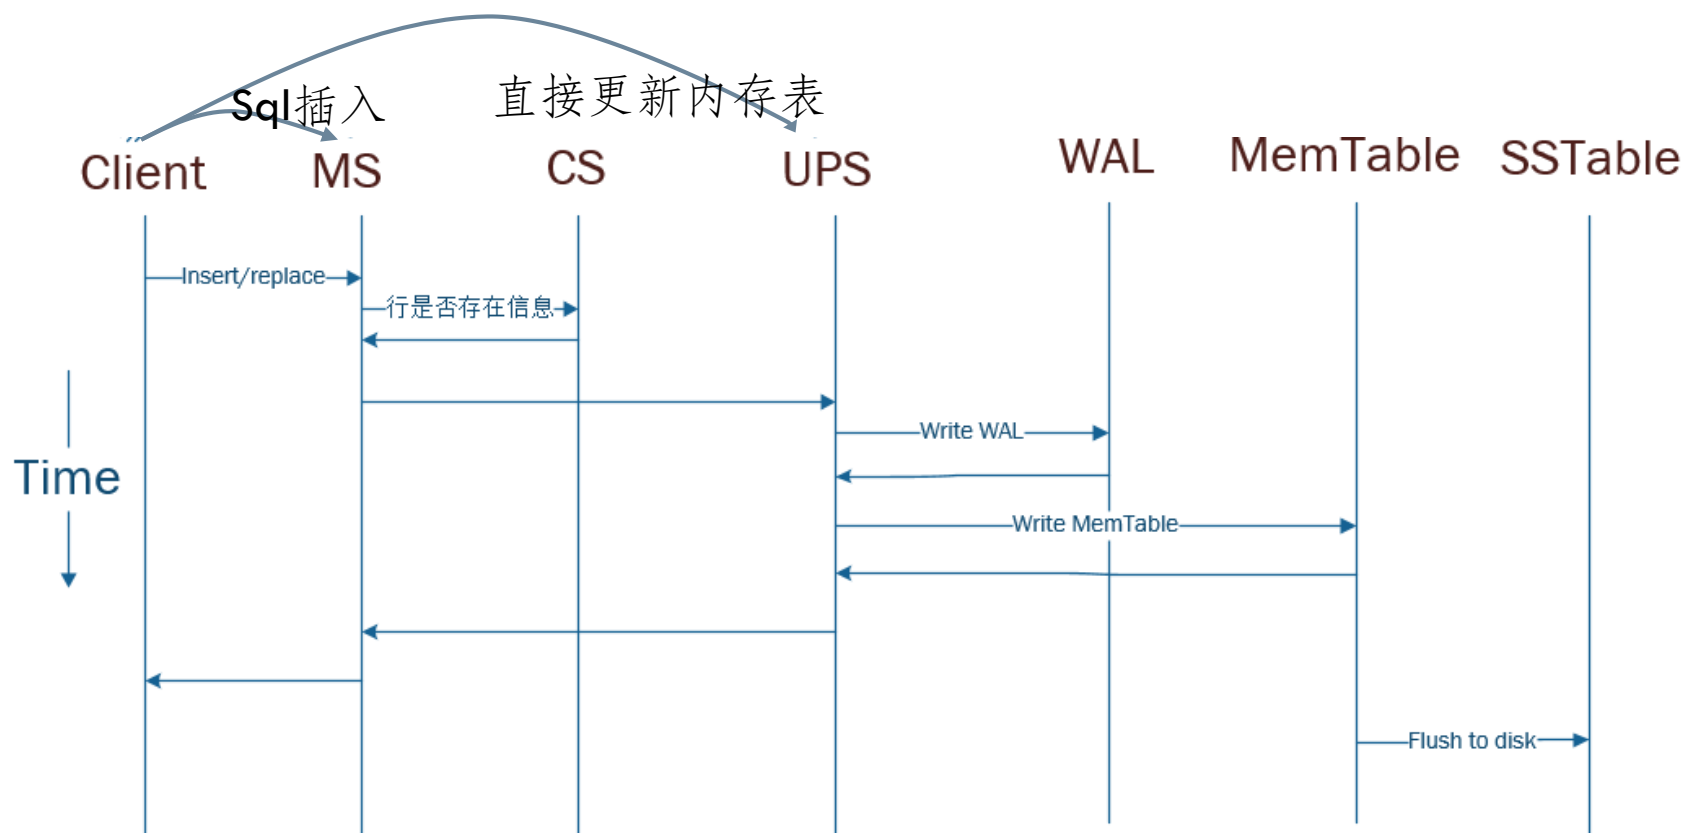 Sql插入
直接更新内存表
Client
MS
CS
UPS
WAL
MemTable
SSTable
Insert/replace
行是否存在信息
Write WAL
Time
Write MemTable
Flush to disk